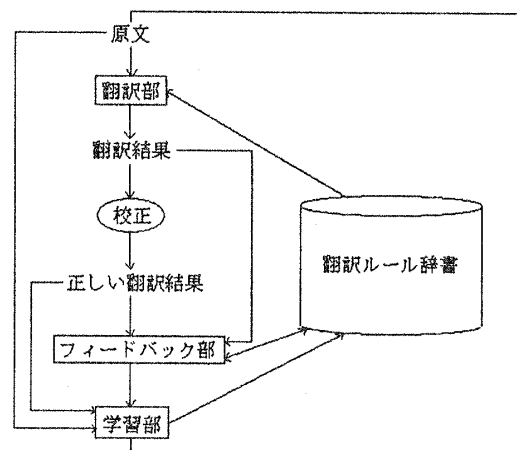 原文
翻訳部
翻訳結果
校正
翻訳ルール辞書
正しい翻訳結果
フィードバック部
学習部